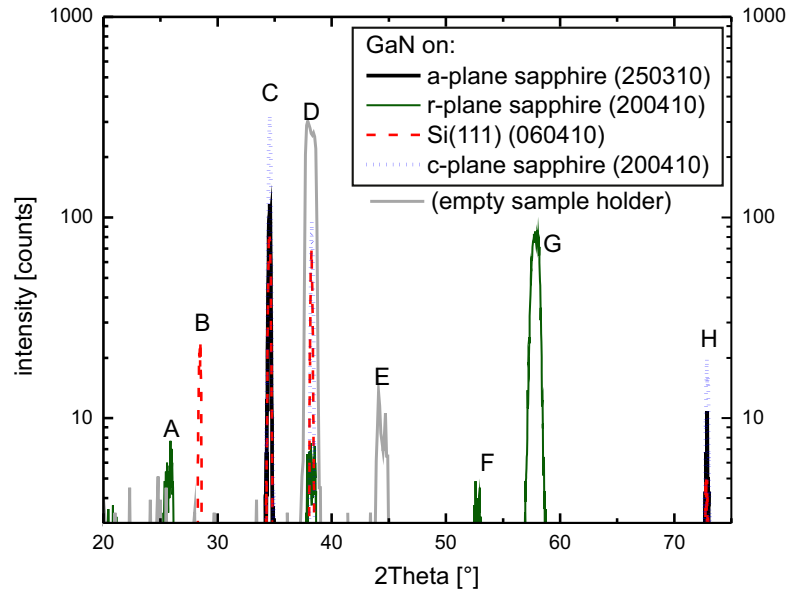 1000
1000
GaN on:
a-plane sapphire (250310)
r-plane sapphire (200410)
Si(111) (060410)
c-plane sapphire (200410)
(empty sample holder)
C
D
100
100
G
B
E
H
A
10
10
F
20 30 40 50 60 70
2Theta [°]
intensity [counts]